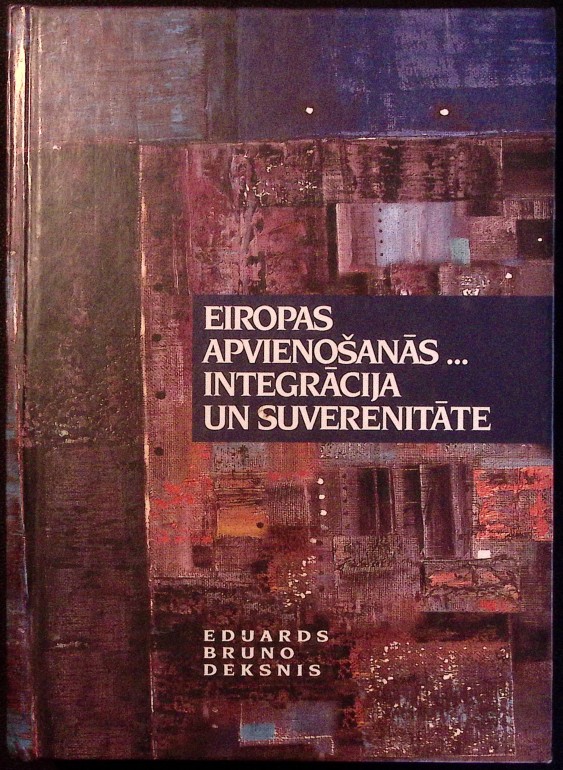 EIROPAS
APVIENOŠANĀS ...
INTEGRĀCIJA
UN SUVERENITĀTE
EDUARDS
BRUNO
DEKSNIS